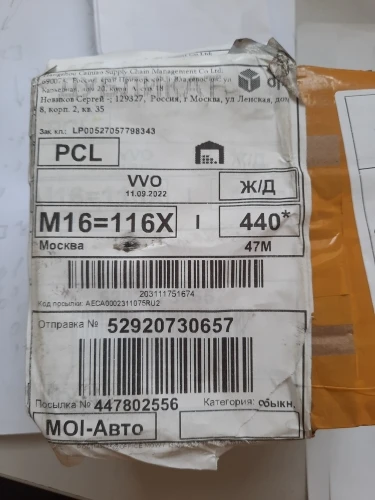 Cainiao Supply Chain Management Co Ltd
Новиков Сергей -; 129327, Россия, г Москва, ул Ленская, дом
8, корп. 2, кв. 35
Зак кл.: LP00527057798343
PCL
VVO
11.09.2022
Ж/Д
M16=116X I 440*
Москва 47М
203111751674
Код посылки: AECA0002311075RU2
Отправка № 52920730657
Посылка № 447802556 Категория: обыкн.
MOI-Авто